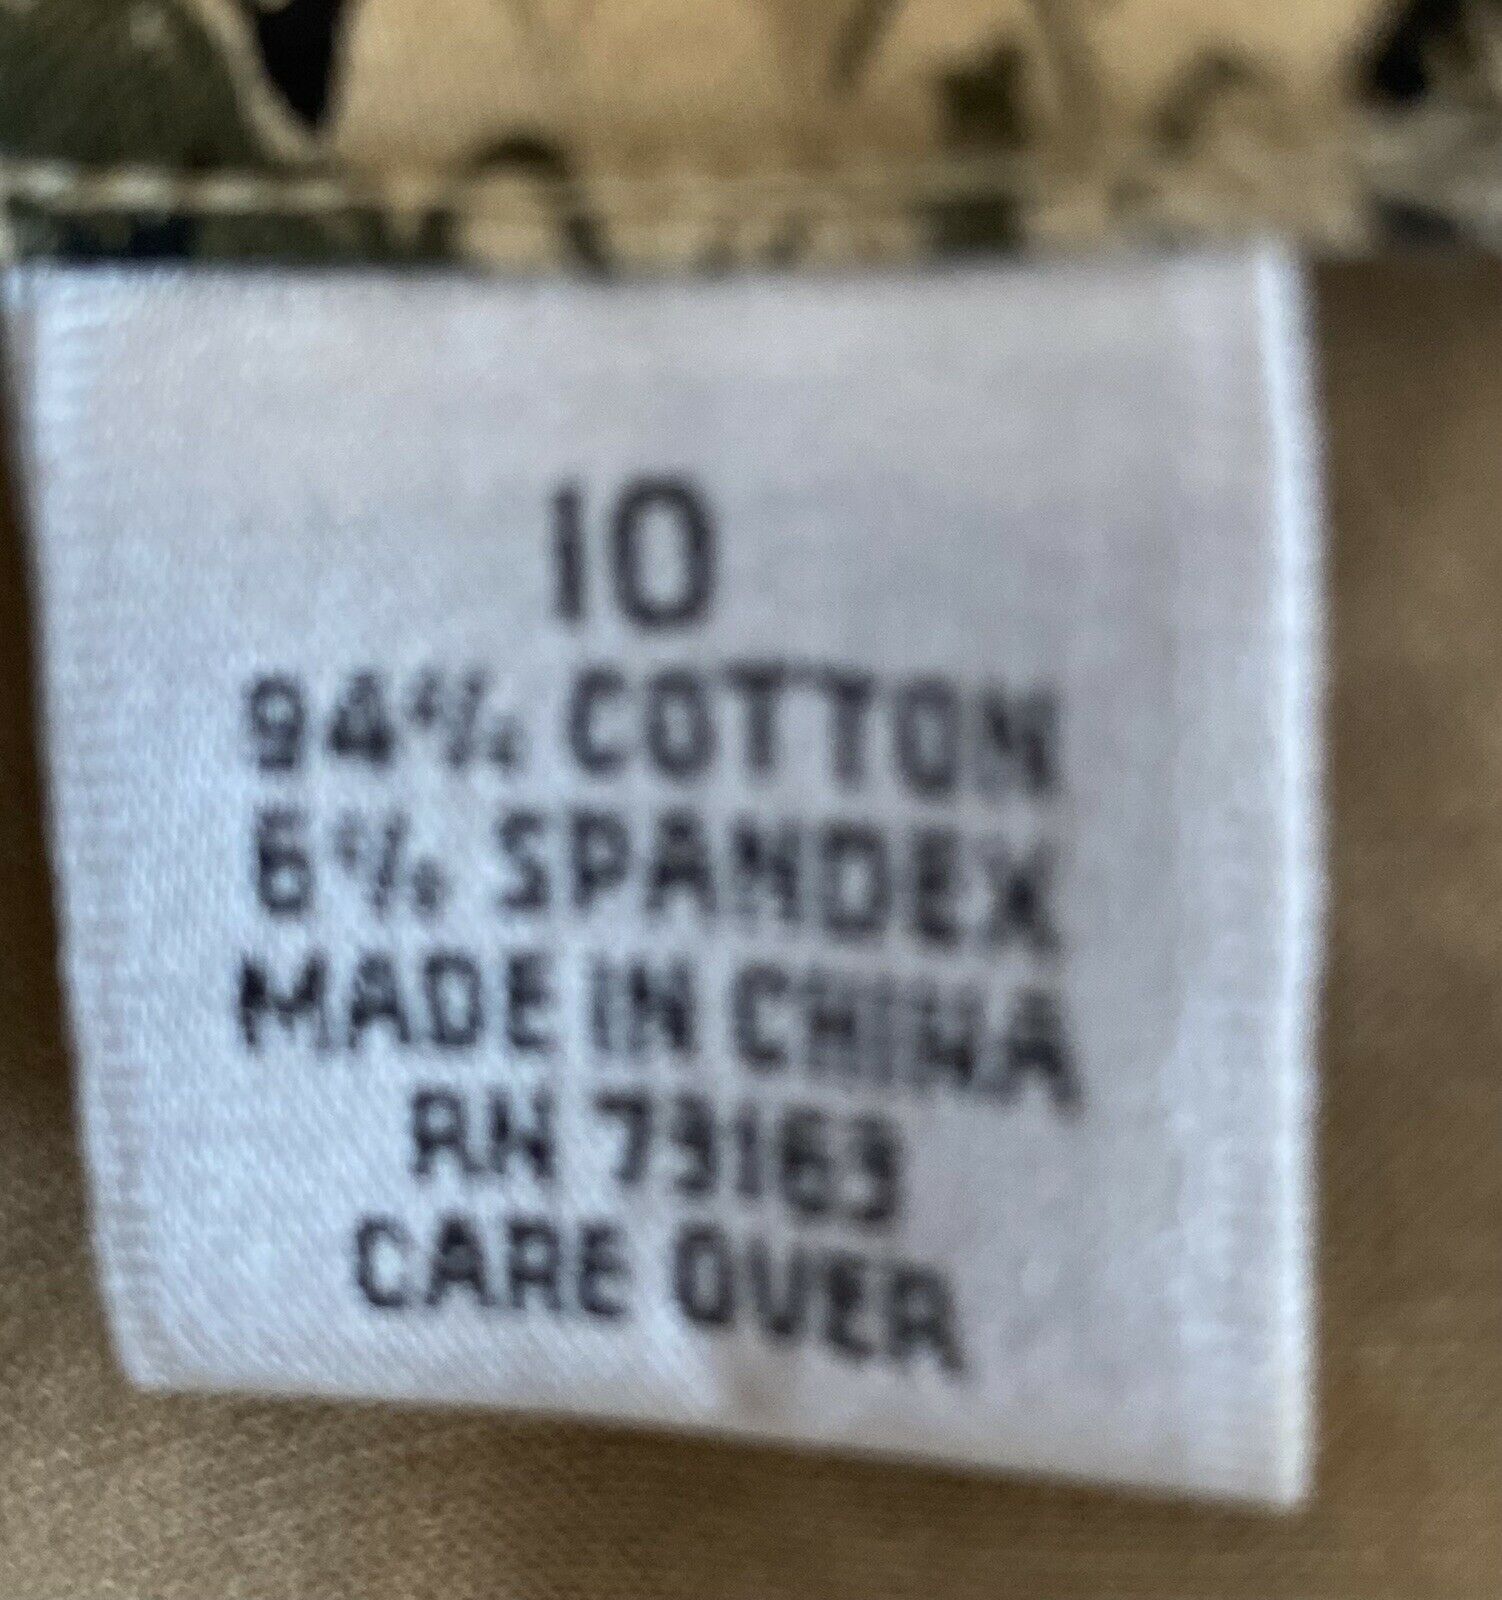 10
94% COTTON
6% SPANDEX
MADE IN CHINA
RN 73163
CARE OVER